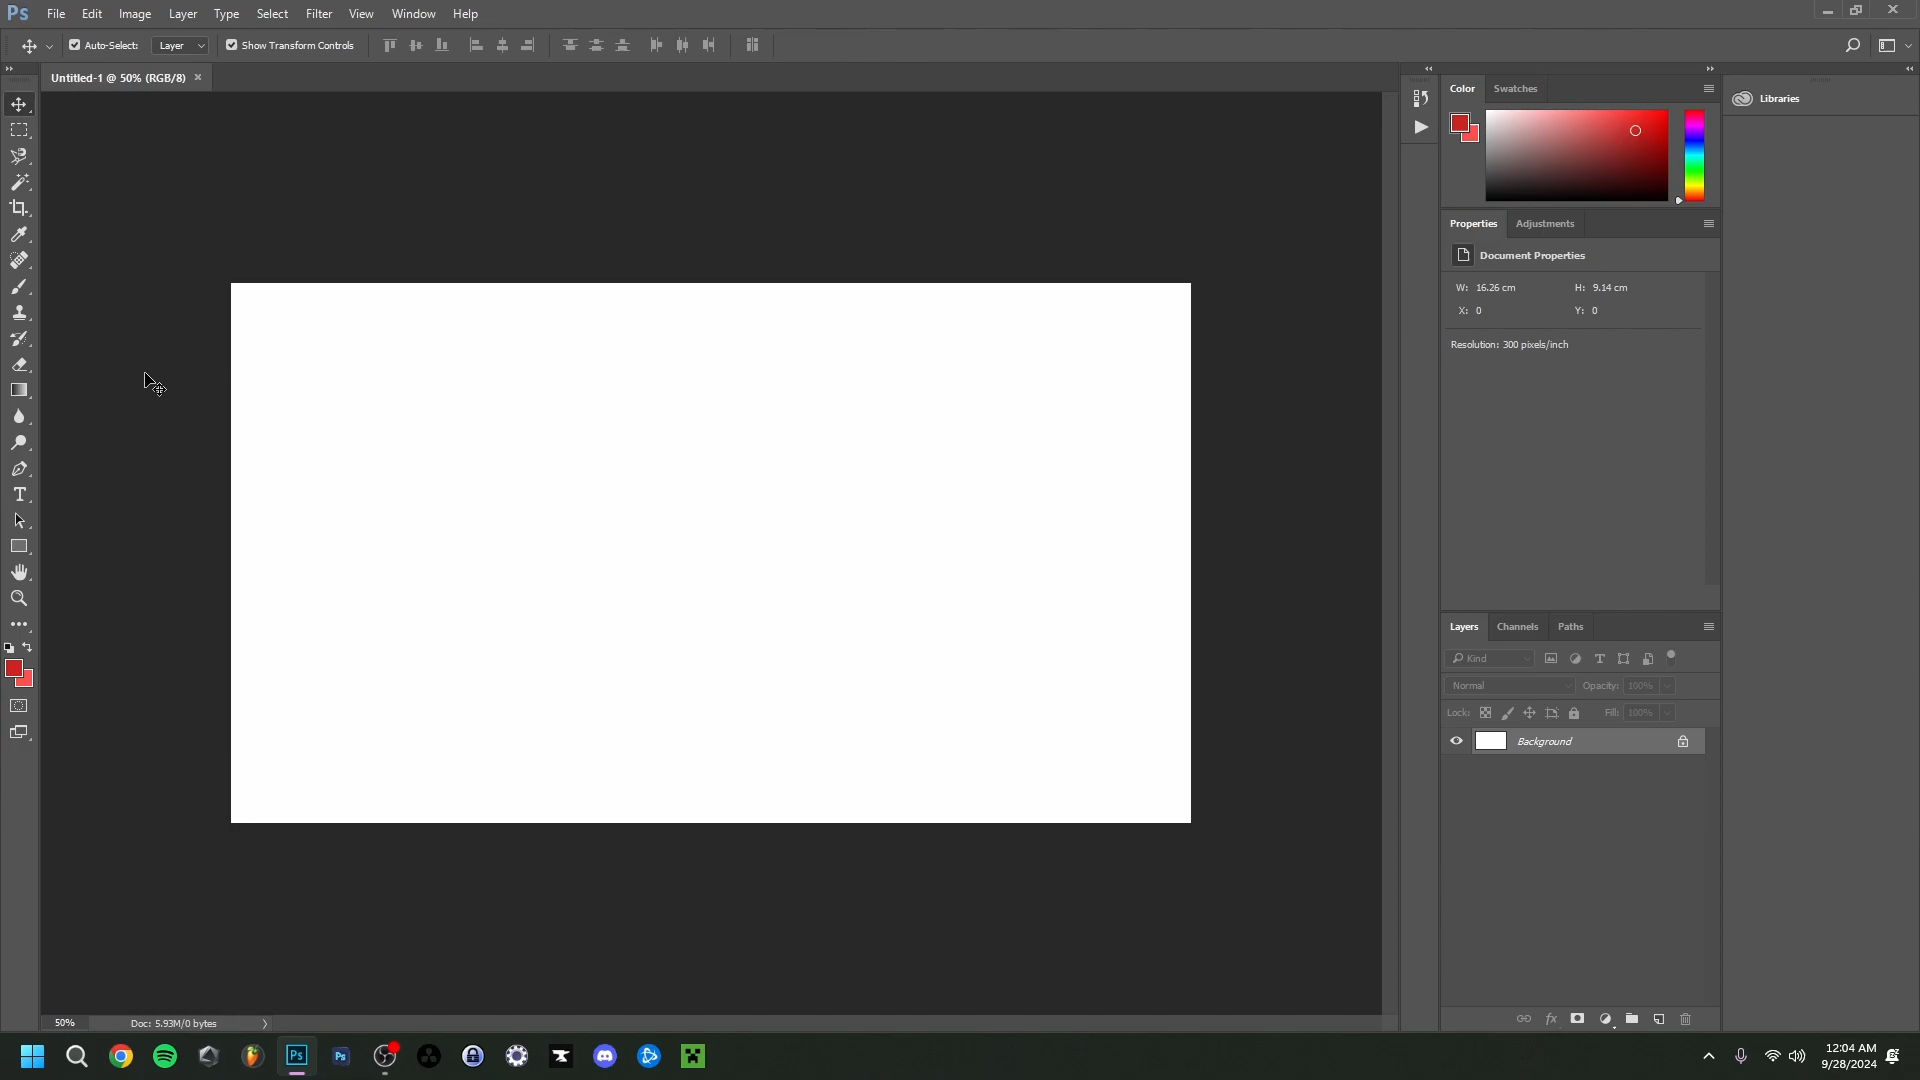 Ps File Edit Image Layer Type Select Filter View Window Help
Auto-Select: Layer Show Transform Controls
Untitled-1 @ 50% (RGB/8) ×
Color Swatches
Libraries
Properties Adjustments
Document Properties
W: 16.26 cm H: 9.14 cm
X: 0 Y: 0
Resolution: 300 pixels/inch
Layers Channels Paths
Kind
Normal Opacity: 100%
Lock: Fill: 100%
Background
fx
50% Doc: 5.93M/0 bytes
Ps Ps
12:04 AM
9/28/2024